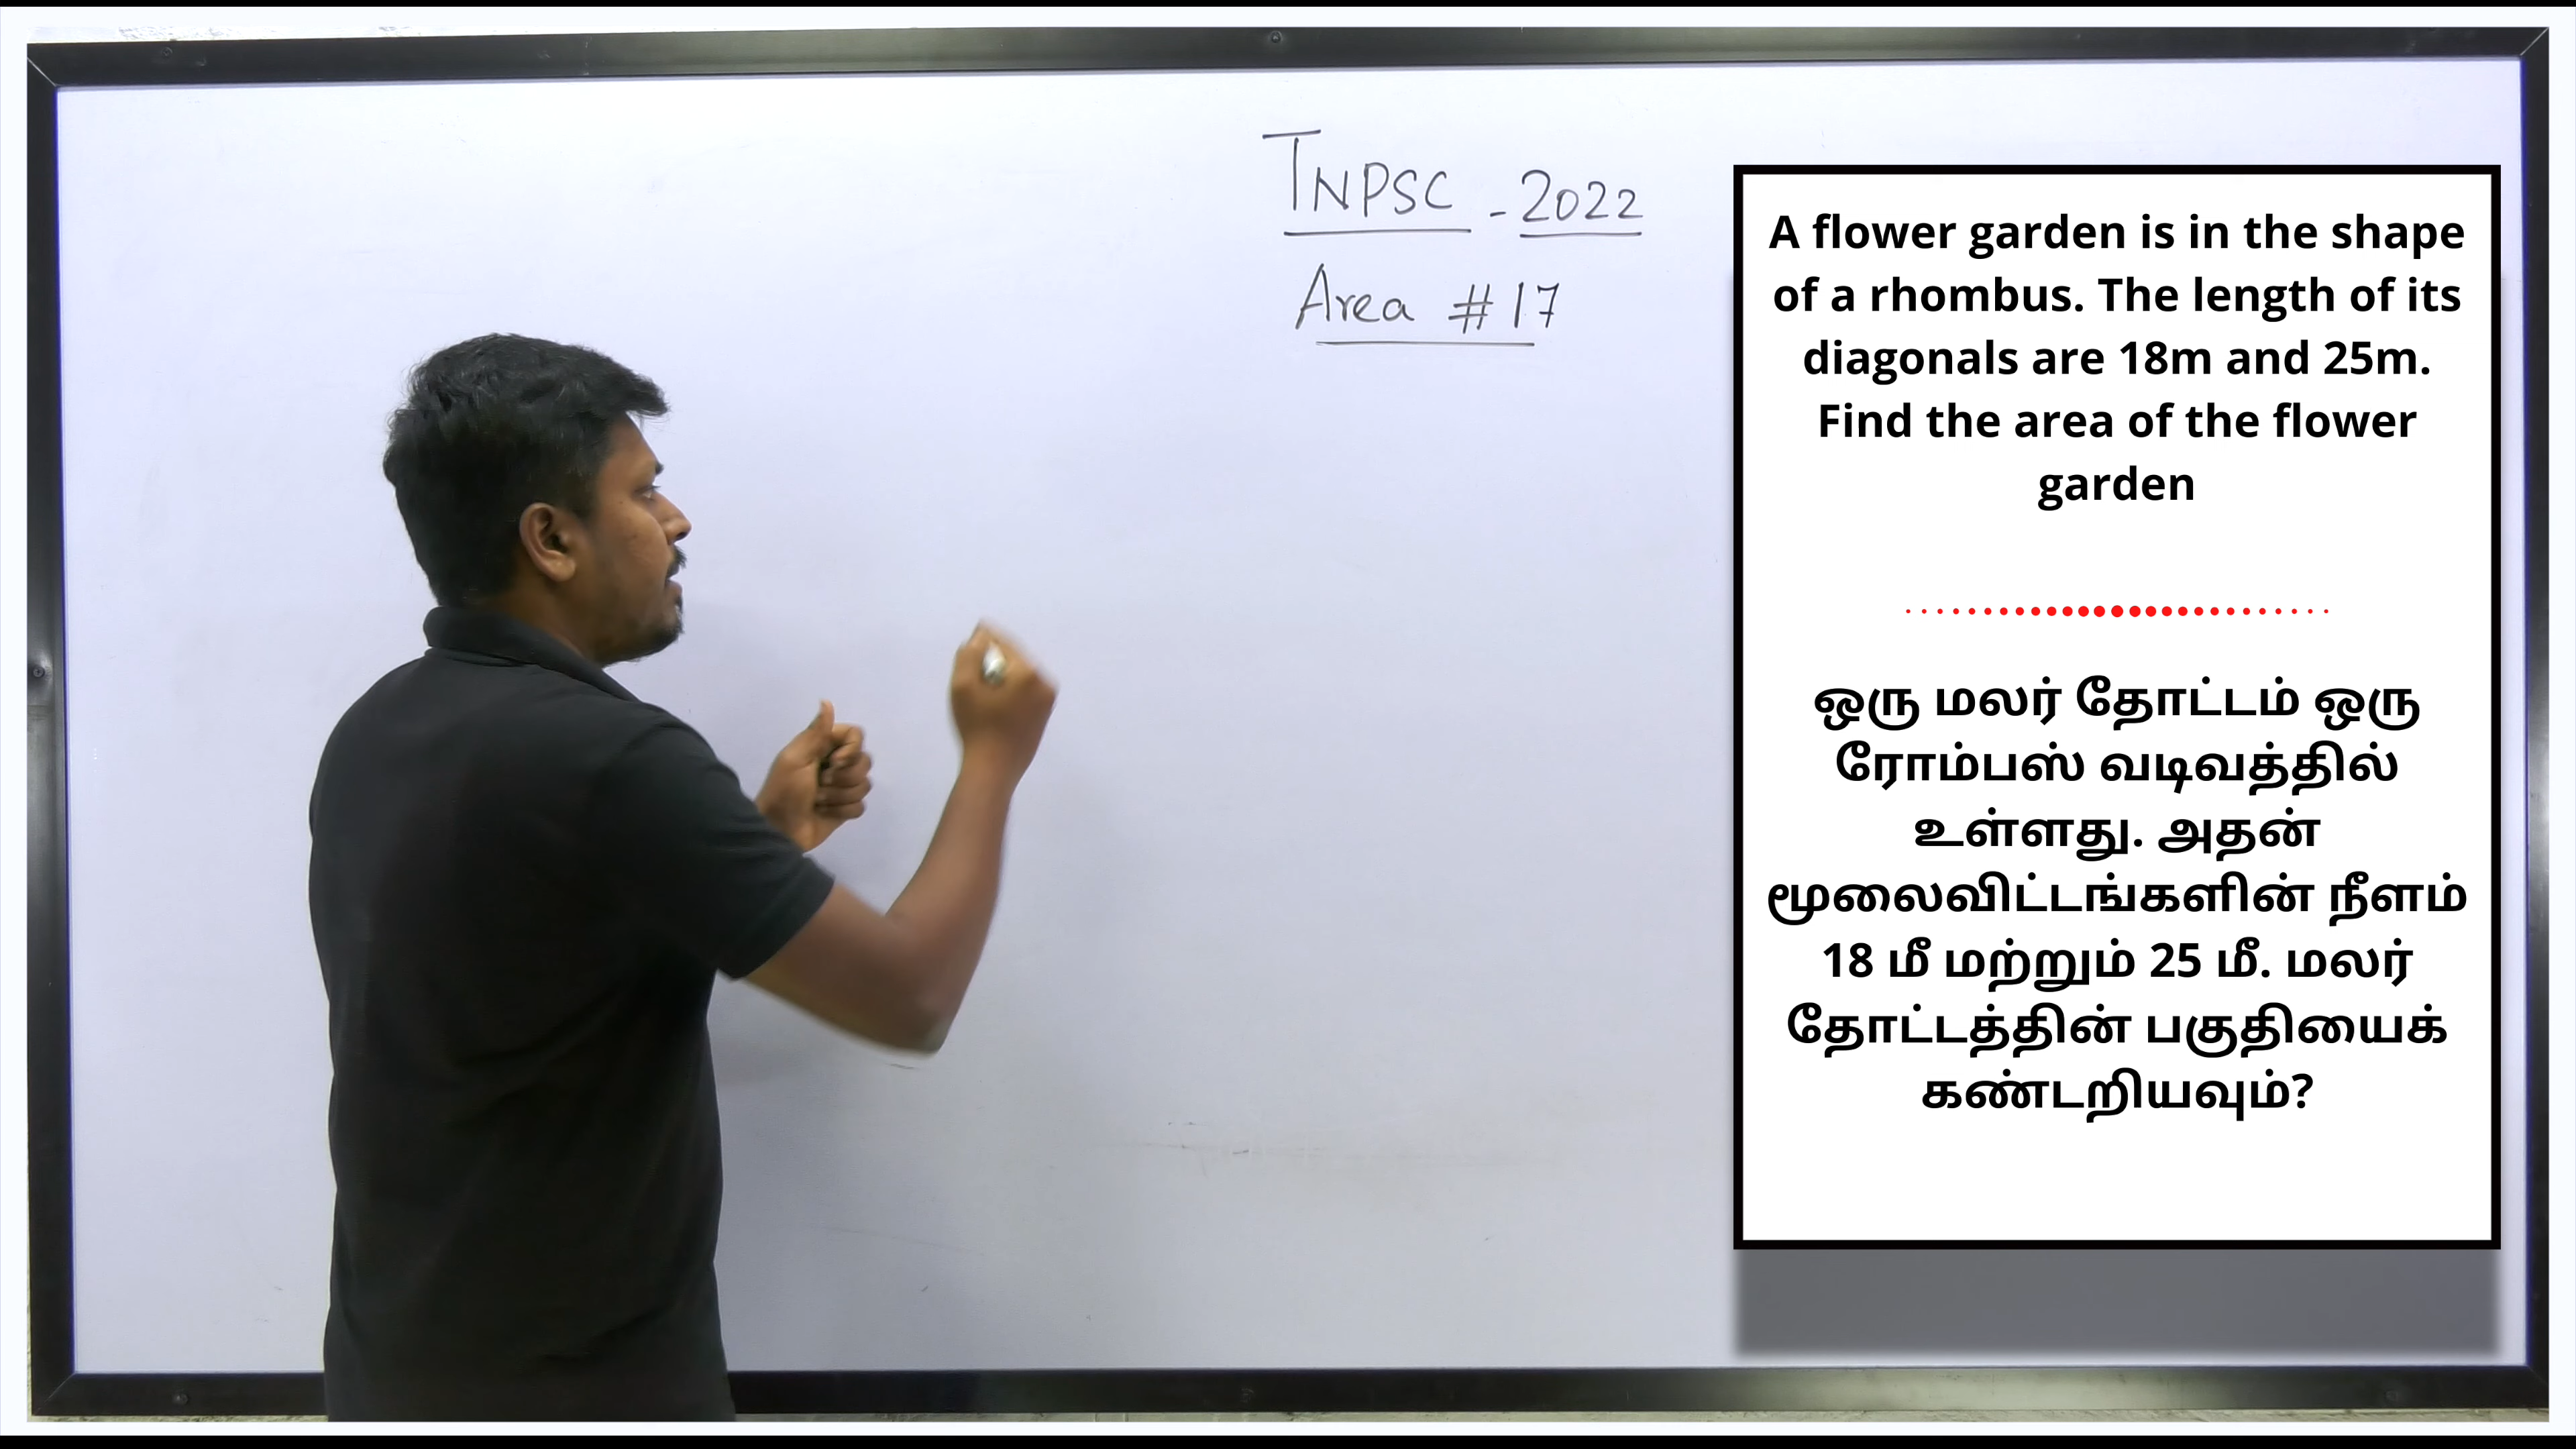 TNPSC - 2022
Area #17
A flower garden is in the shape
of a rhombus. The length of its
diagonals are 18m and 25m.
Find the area of the flower
garden
ஒரு மலர் தோட்டம் ஒரு
ரோம்பஸ் வடிவத்தில்
உள்ளது. அதன்
மூலைவிட்டங்களின் நீளம்
18 மீ மற்றும் 25 மீ. மலர்
தோட்டத்தின் பகுதியைக்
கண்டறியவும்?